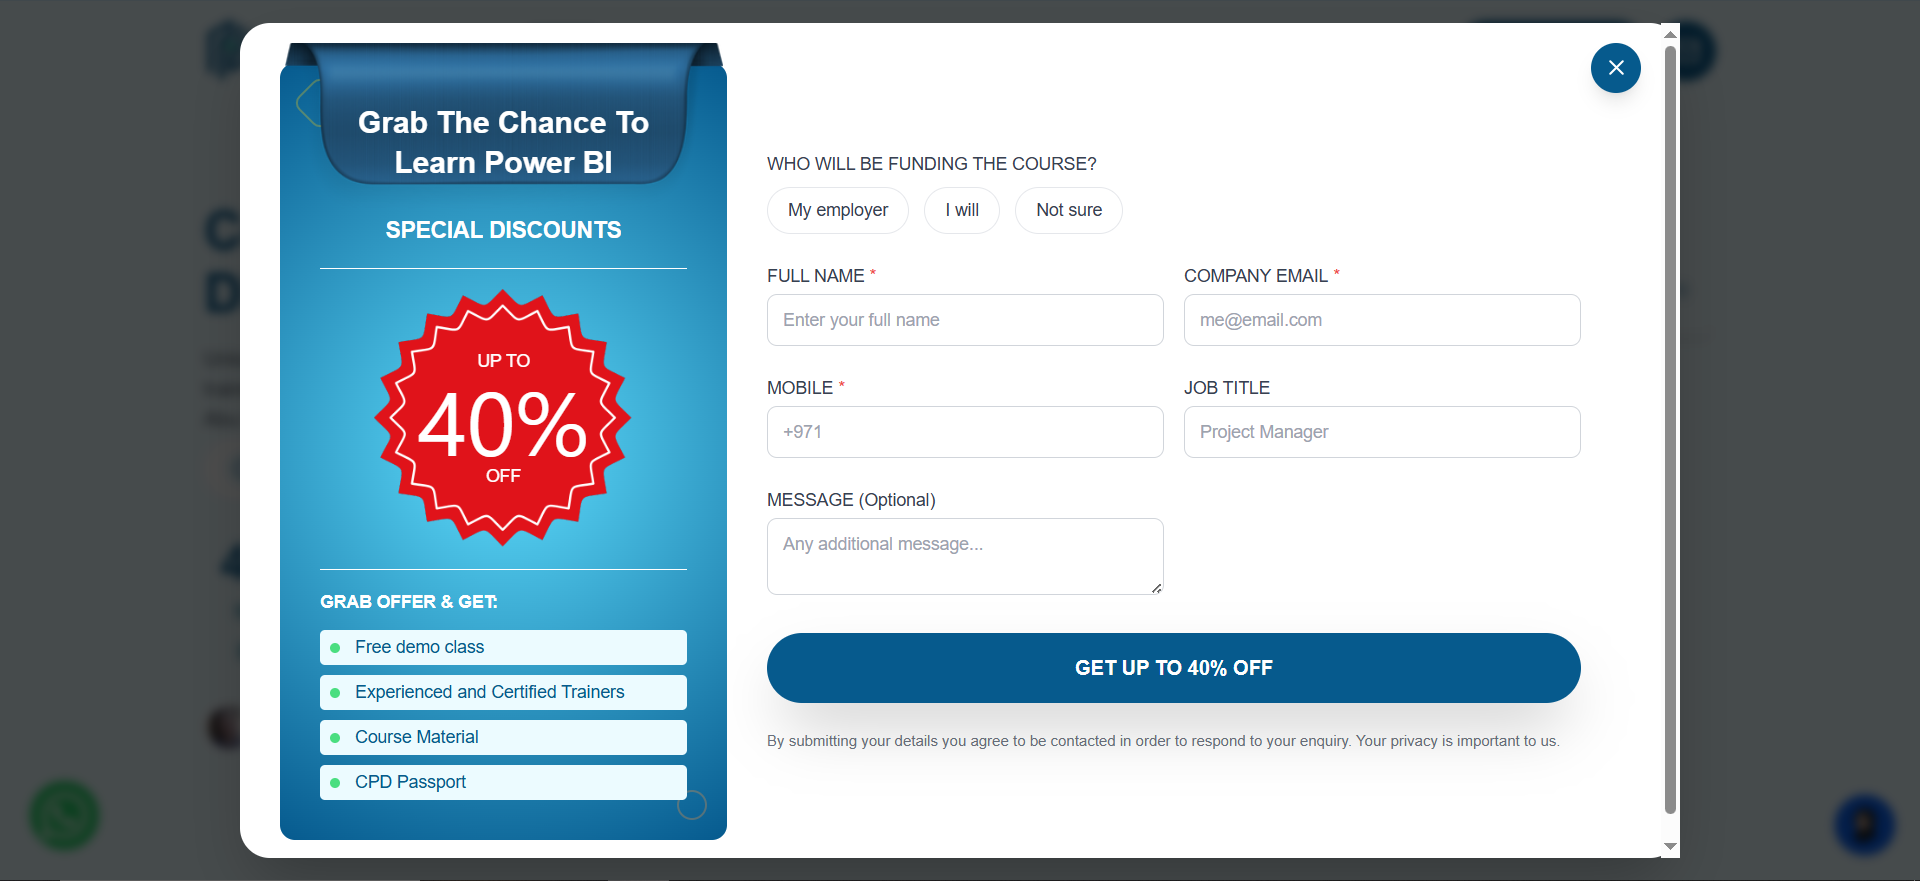 Grab The Chance To
Learn Power BI
SPECIAL DISCOUNTS
UP TO
40%
OFF
GRAB OFFER & GET:
Free demo class
Experienced and Certified Trainers
Course Material
CPD Passport
WHO WILL BE FUNDING THE COURSE?
My employer I will Not sure
FULL NAME * COMPANY EMAIL *
Enter your full name me@email.com
MOBILE * JOB TITLE
+971 Project Manager
MESSAGE (Optional)
Any additional message...
GET UP TO 40% OFF
By submitting your details you agree to be contacted in order to respond to your enquiry. Your privacy is important to us.